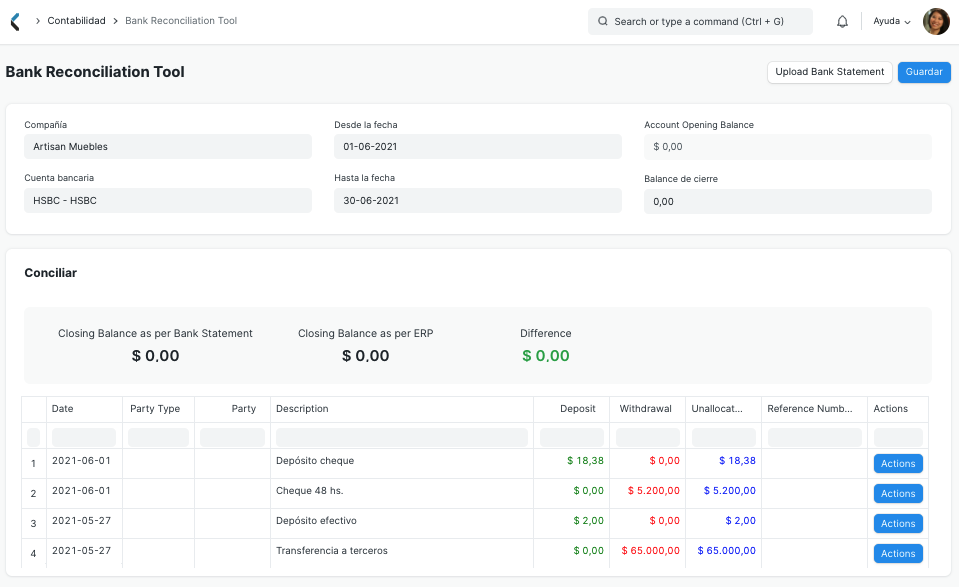 Contabilidad
Bank Reconciliation Tool
Search or type a command (Ctrl + G)
Ayuda
Bank Reconciliation Tool
Upload Bank Statement
Guardar
Compañía
Artisan Muebles
Desde la fecha
01-06-2021
Account Opening Balance
$ 0,00
Cuenta bancaria
HSBC - HSBC
Hasta la fecha
30-06-2021
Balance de cierre
0,00
Conciliar
Closing Balance as per Bank Statement
$ 0,00
Closing Balance as per ERP
$ 0,00
Difference
$ 0,00
Date Party Type Party Description Deposit Withdrawal Unallocat... Reference Numb... Actions
1 2021-06-01 Depósito cheque $ 18,38 $ 0,00 $ 18,38 Actions
2 2021-06-01 Cheque 48 hs. $ 0,00 $ 5.200,00 $ 5.200,00 Actions
3 2021-05-27 Depósito efectivo $ 2,00 $ 0,00 $ 2,00 Actions
4 2021-05-27 Transferencia a terceros $ 0,00 $ 65.000,00 $ 65.000,00 Actions